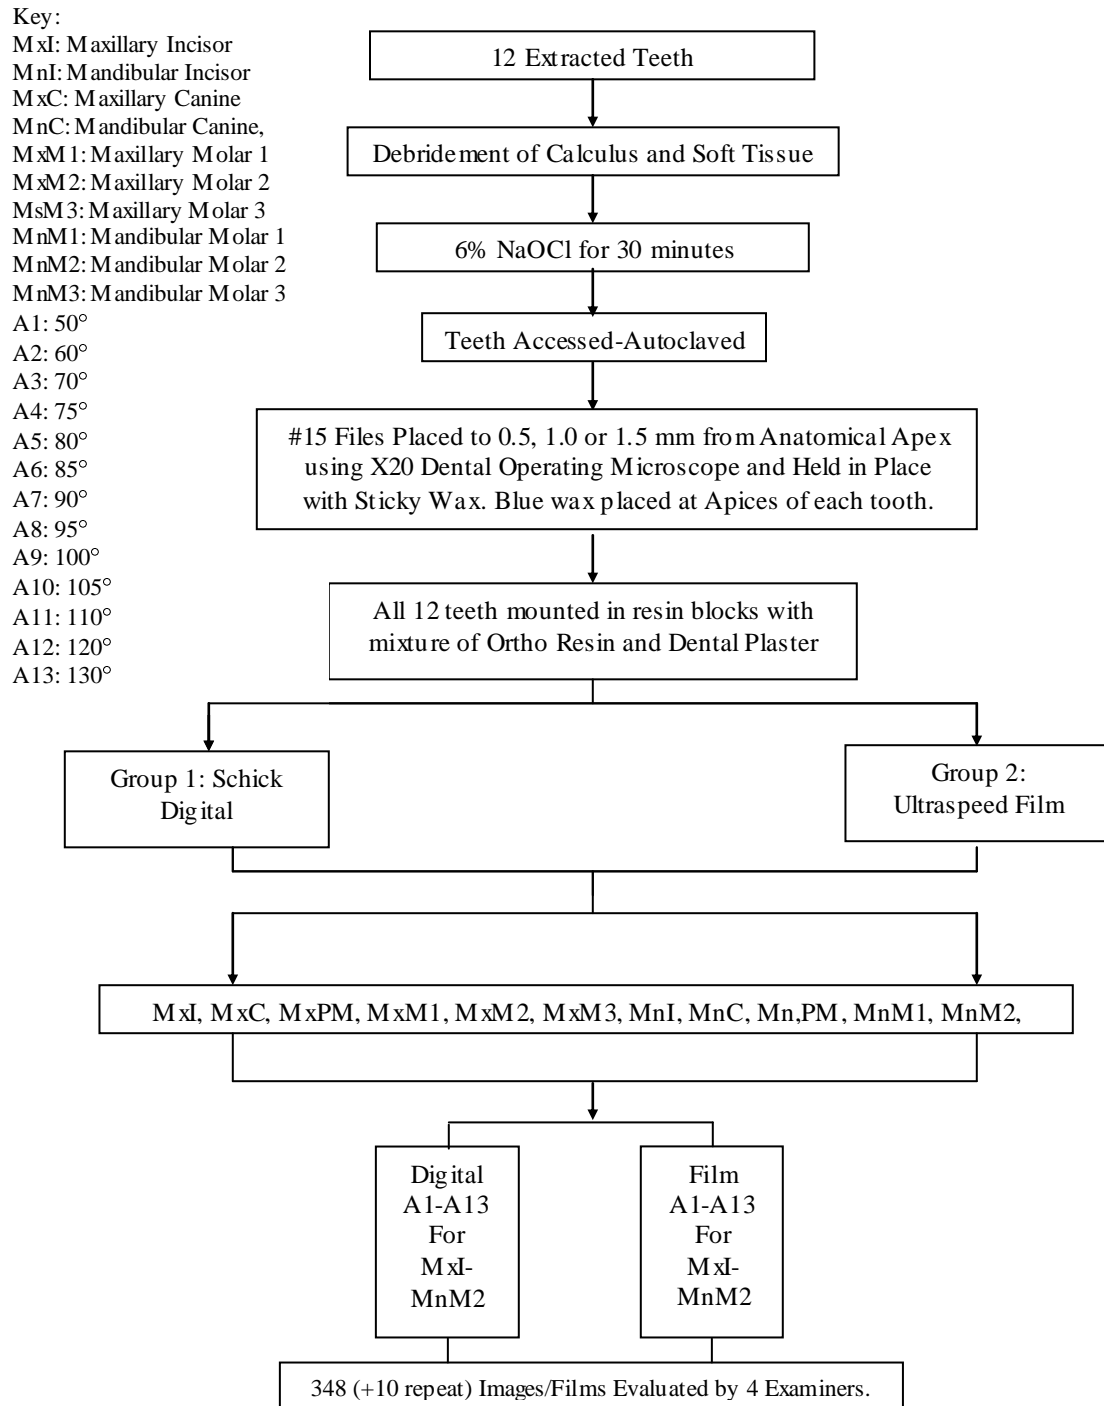 Key:
MxI: Maxillary Incisor
MnI: Mandibular Incisor
MxC: Maxillary Canine
MnC: Mandibular Canine,
MxM1: Maxillary Molar 1
MxM2: Maxillary Molar 2
MsM3: Maxillary Molar 3
MnM1: Mandibular Molar 1
MnM2: Mandibular Molar 2
MnM3: Mandibular Molar 3
A1: 50°
A2: 60°
A3: 70°
A4: 75°
A5: 80°
A6: 85°
A7: 90°
A8: 95°
A9: 100°
A10: 105°
A11: 110°
A12: 120°
A13: 130°
12 Extracted Teeth
Debridement of Calculus and Soft Tissue
6% NaOCl for 30 minutes
Teeth Accessed-Autoclaved
#15 Files Placed to 0.5, 1.0 or 1.5 mm from Anatomical Apex
using X20 Dental Operating Microscope and Held in Place
with Sticky Wax. Blue wax placed at Apices of each tooth.
All 12 teeth mounted in resin blocks with
mixture of Ortho Resin and Dental Plaster
Group 1: Schick
Digital
Group 2:
Ultraspeed Film
MxI, MxC, MxPM, MxM1, MxM2, MxM3, MnI, MnC, Mn,PM, MnM1, MnM2,
Digital
A1-A13
For
MxI-
MnM2
Film
A1-A13
For
MxI-
MnM2
348 (+10 repeat) Images/Films Evaluated by 4 Examiners.